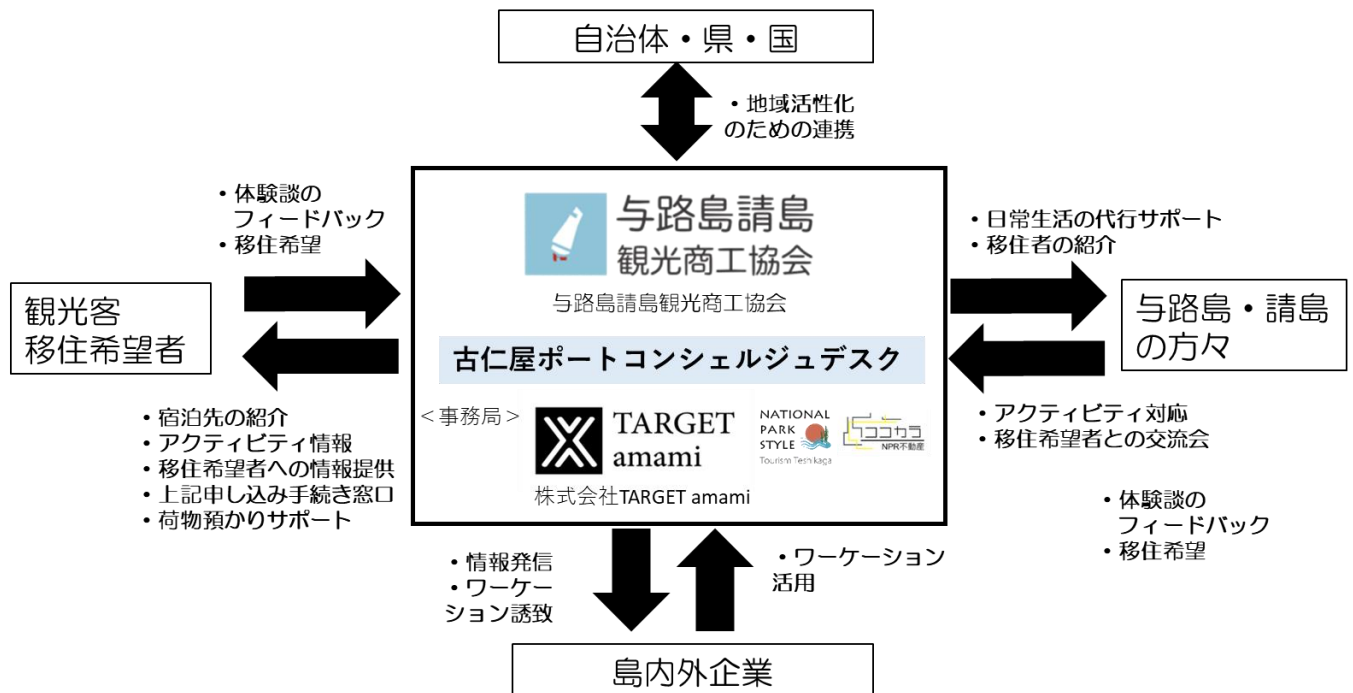 自治体・県・国
・地域活性化
のための連携
・体験談の
フィードバック
・移住希望
観光客
移住希望者
・宿泊先の紹介
・アクティビティ情報
・移住希望者への情報提供
・上記申し込み手続き窓口
・荷物預かりサポート
与路島請島
観光商工協会
与路島請島観光商工協会
古仁屋ポートコンシェルジュデスク
<事務局>
TARGET
amami
株式会社TARGET amami
NATIONAL
PARK
STYLE
Tourism Teshikaga
ココカラ
NPR不動産
・日常生活の代行サポート
・移住者の紹介
与路島・請島
の方々
・アクティビティ対応
・移住希望者との交流会
・体験談の
フィードバック
・移住希望
・情報発信
・ワーケー
ション誘致
・ワーケーション
活用
島内外企業